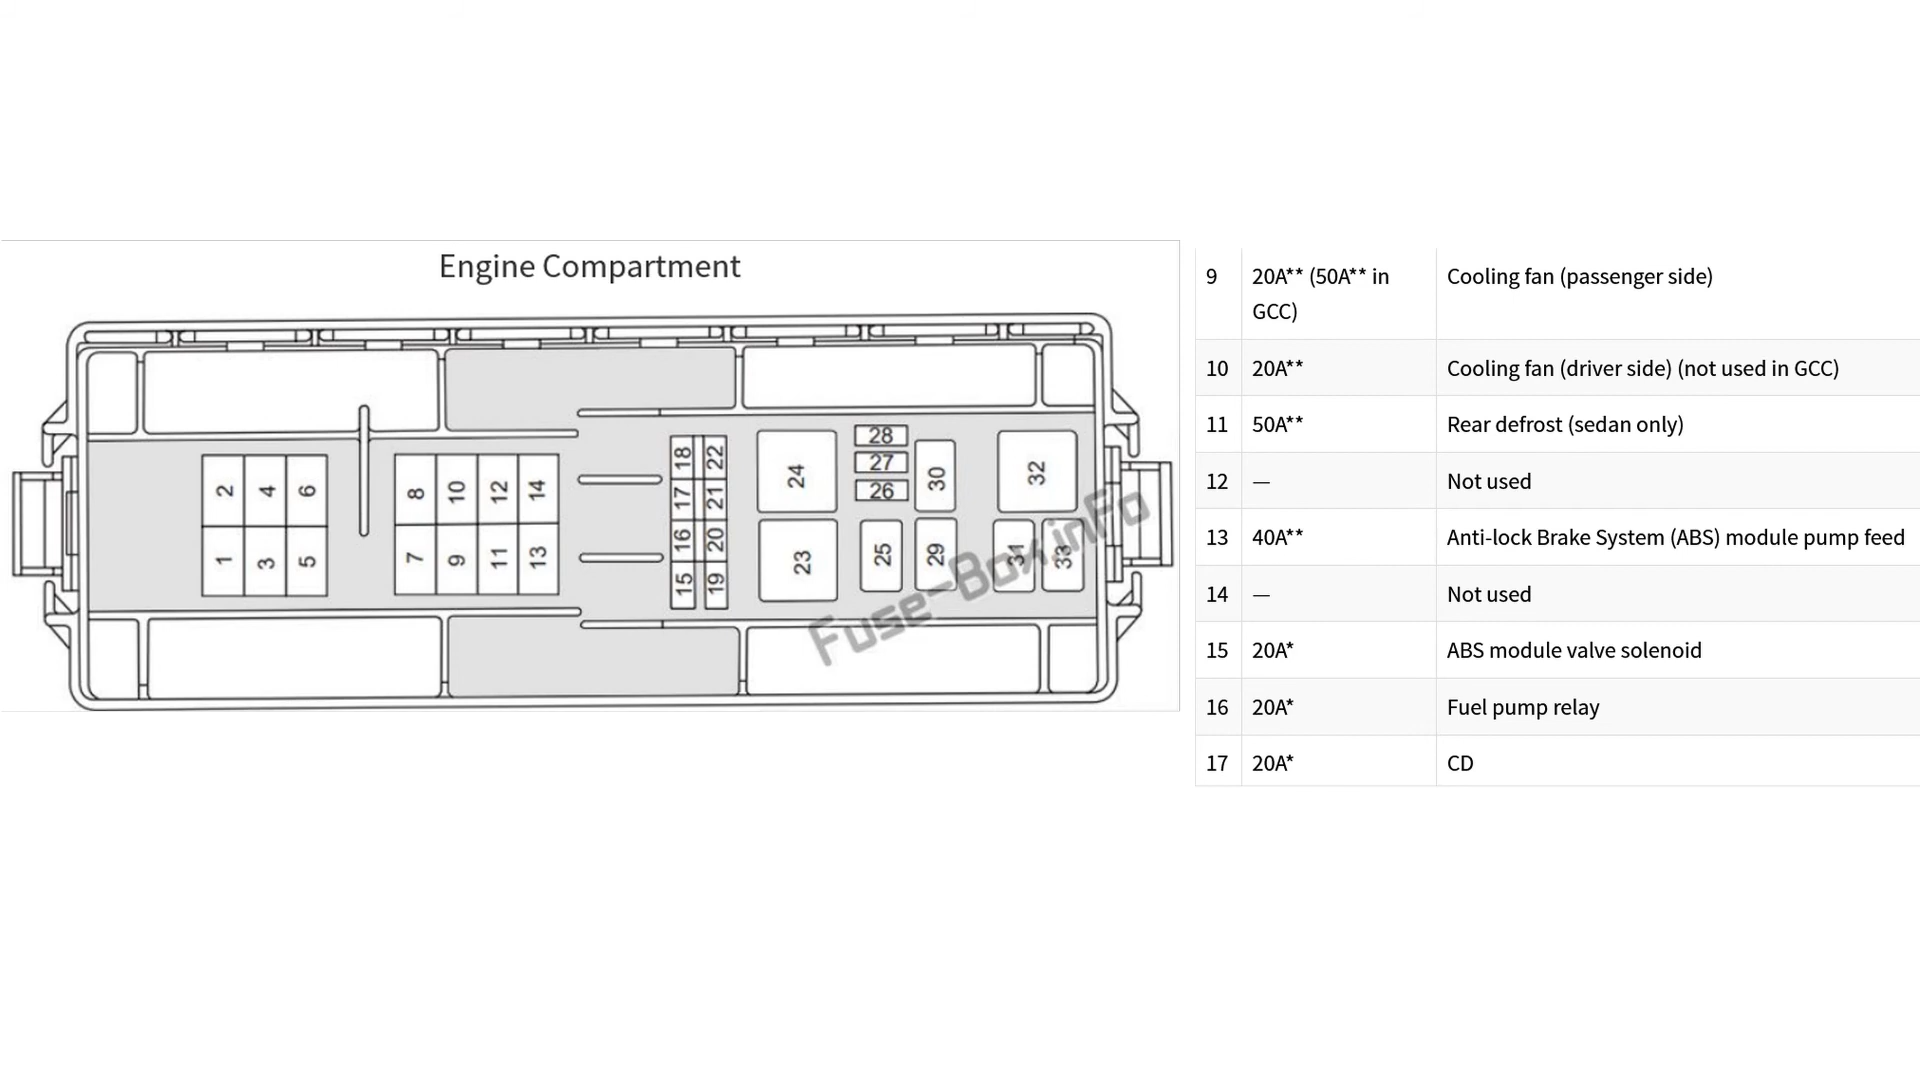 Engine Compartment
2 4 6
1 3 5
8 10 12 14
7 9 11 13
18 22
17 21
16 20
15 19
24
23
28
27
26
30
25
29
32
31
33
Fuse-Box.inFo
9 20A** (50A** in Cooling fan (passenger side)
GCC)
10 20A** Cooling fan (driver side) (not used in GCC)
11 50A** Rear defrost (sedan only)
12 — Not used
13 40A** Anti-lock Brake System (ABS) module pump feed
14 — Not used
15 20A* ABS module valve solenoid
16 20A* Fuel pump relay
17 20A* CD